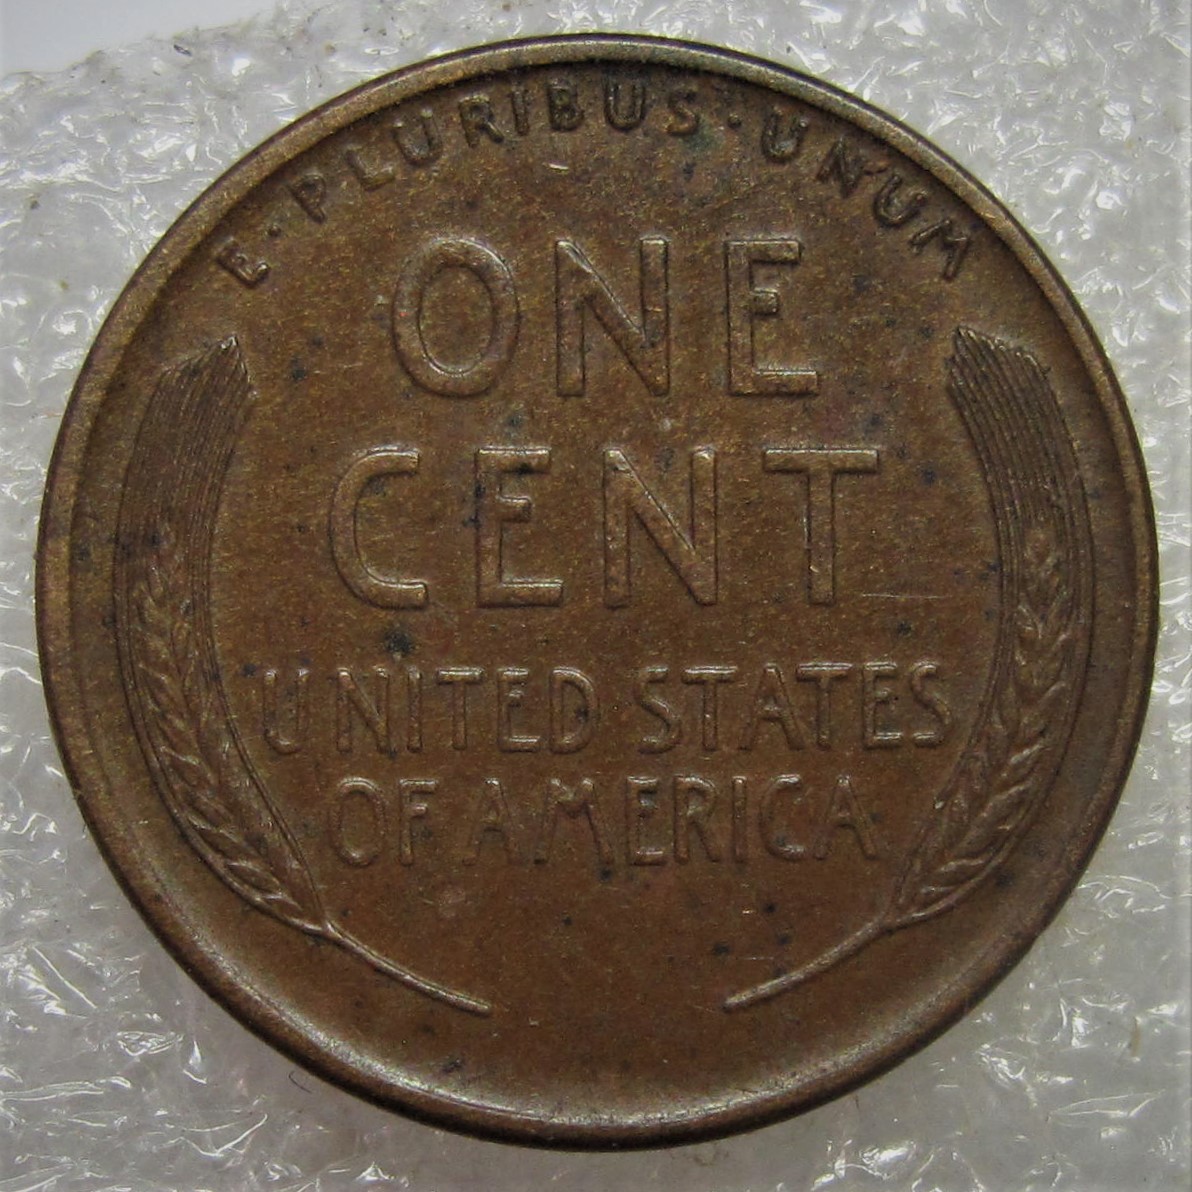 E·PLURIBUS·UNUM
ONE
CENT
UNITED STATES
OF AMERICA